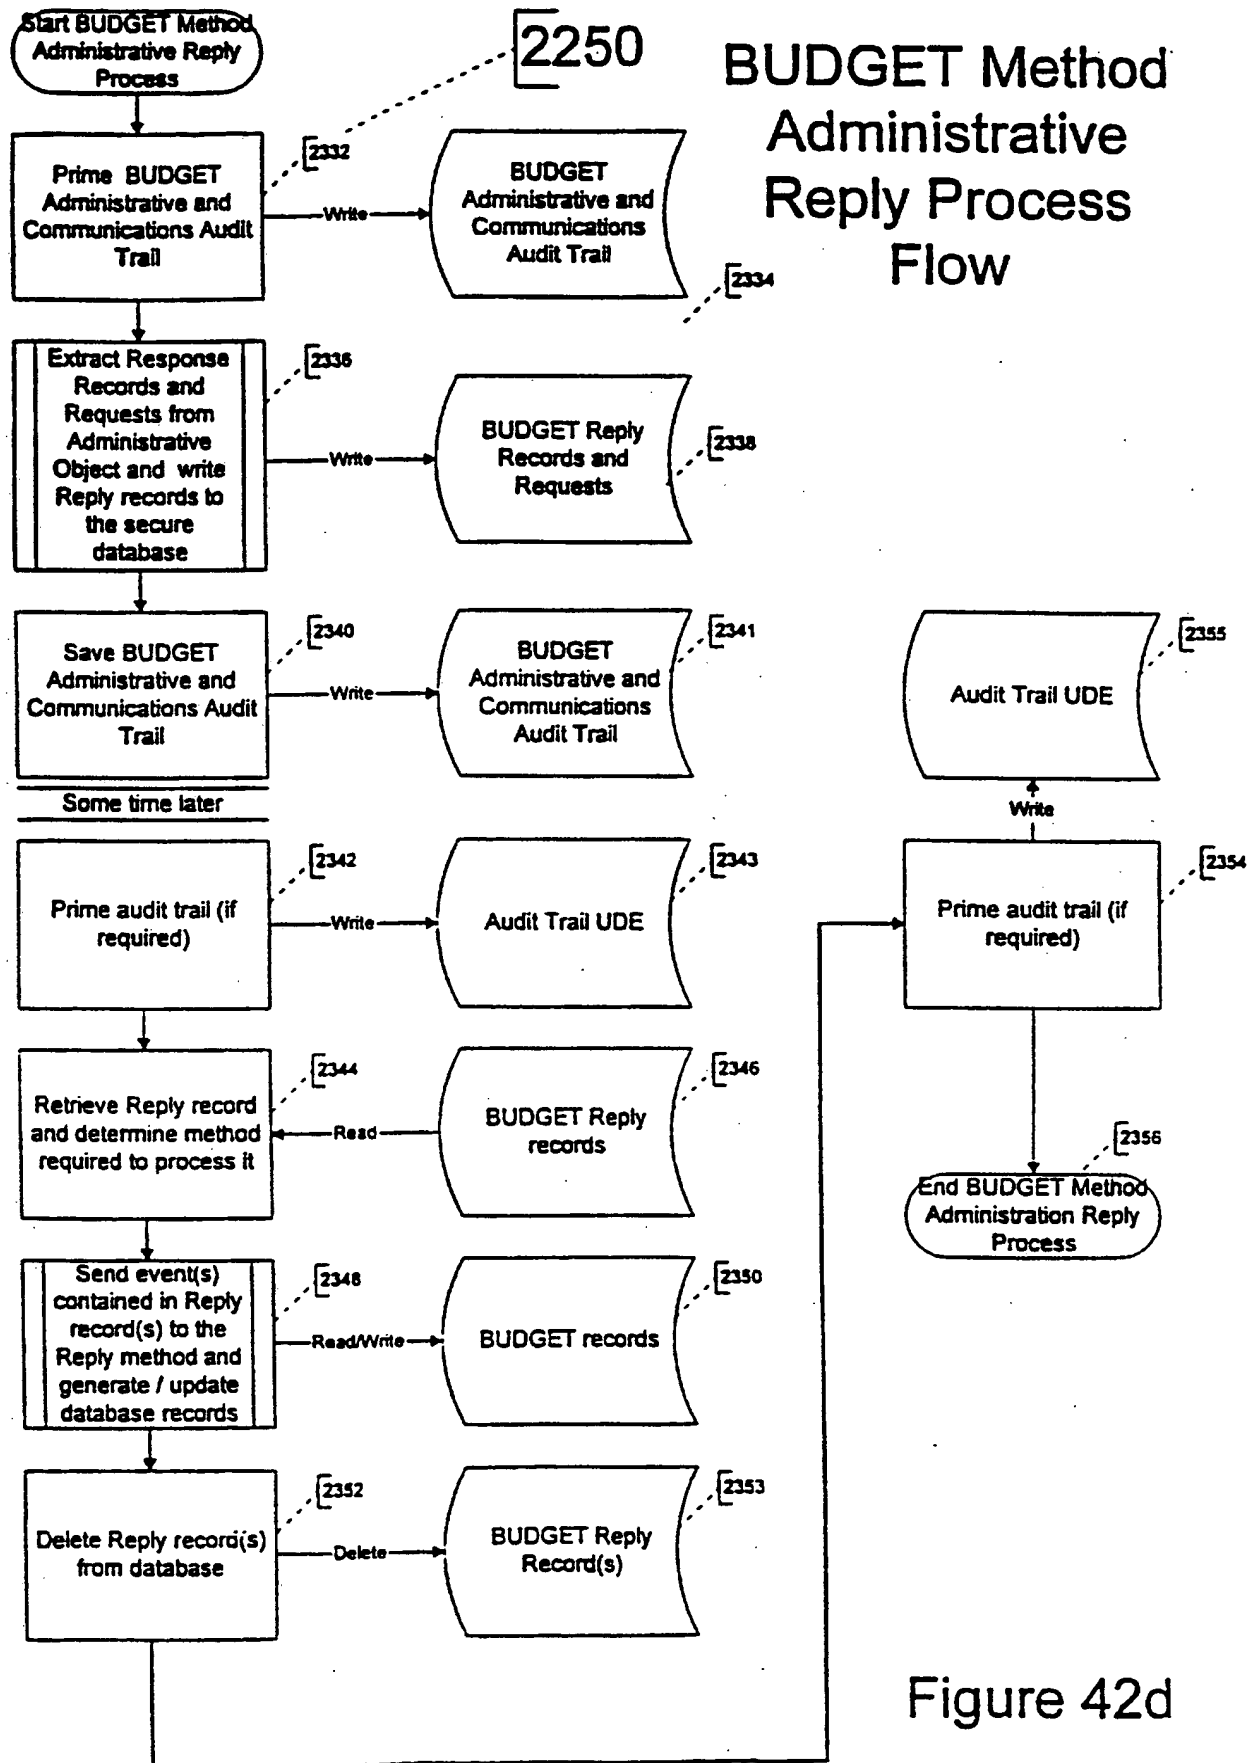 Start BUDGET Method
Administrative Reply
Process
2250
BUDGET Method
Administrative
Reply Process
Flow
Prime BUDGET
Administrative and
Communications Audit
Trail
2332
Write
BUDGET
Administrative and
Communications
Audit Trail
2334
Extract Response
Records and
Requests from
Administrative
Object and write
Reply records to
the secure
database
2336
Write
BUDGET Reply
Records and
Requests
2338
Save BUDGET
Administrative and
Communications Audit
Trail
2340
Write
BUDGET
Administrative and
Communications
Audit Trail
2341
Some time later
Prime audit trail (if
required)
2342
Write
Audit Trail UDE
2343
Retrieve Reply record
and determine method
required to process it
2344
Read
BUDGET Reply
records
2346
Send event(s)
contained in Reply
record(s) to the
Reply method and
generate / update
database records
2348
Read/Write
BUDGET records
2350
Delete Reply record(s)
from database
2352
Delete
BUDGET Reply
Record(s)
2353
Audit Trail UDE
2355
Write
Prime audit trail (if
required)
2354
2356
End BUDGET Method
Administration Reply
Process
Figure 42d